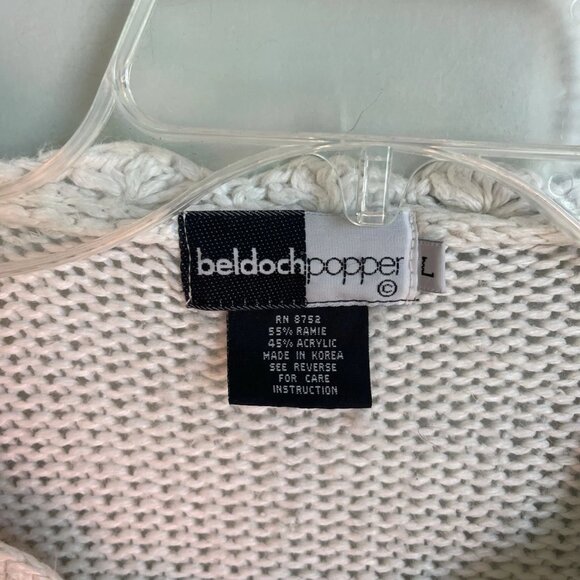 beldochpopper
©
L
RN 8752
55% RAMIE
45% ACRYLIC
MADE IN KOREA
SEE REVERSE
FOR CARE
INSTRUCTION